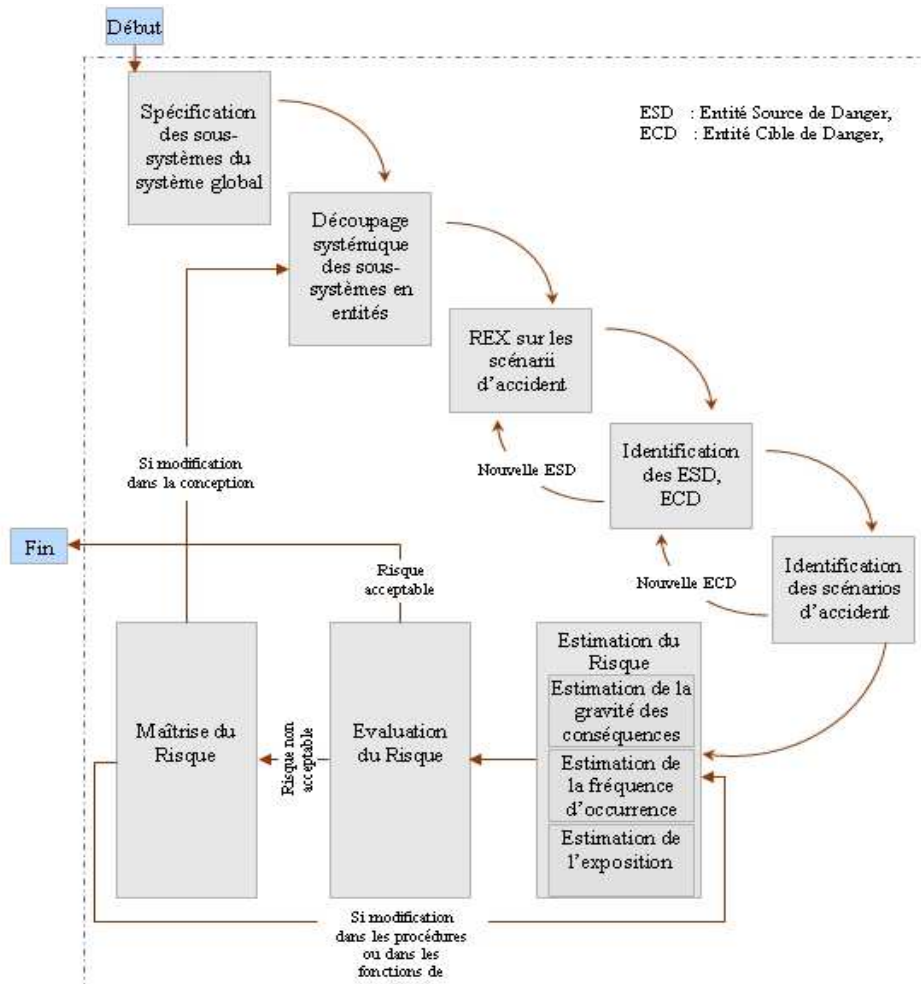 Début
Spécification
des sous-
systèmes du
système global
ESD : Entité Source de Danger,
ECD : Entité Cible de Danger,
Découpage
systémique
des sous-
systèmes en
entités
REX sur les
scénarii
d'accident
Nouvelle ESD
Identification
des ESD,
ECD
Si modification
dans la conception
Nouvelle ECD
Identification
des scénarios
d'accident
Fin
Risque
acceptable
Maîtrise du
Risque
Risque non
acceptable
Evaluation
du Risque
Estimation du
Risque
Estimation de la
gravité des
conséquences
Estimation de
la fréquence
d'occurrence
Estimation de
l'exposition
Si modification
dans les procédures
ou dans les
fonctions de